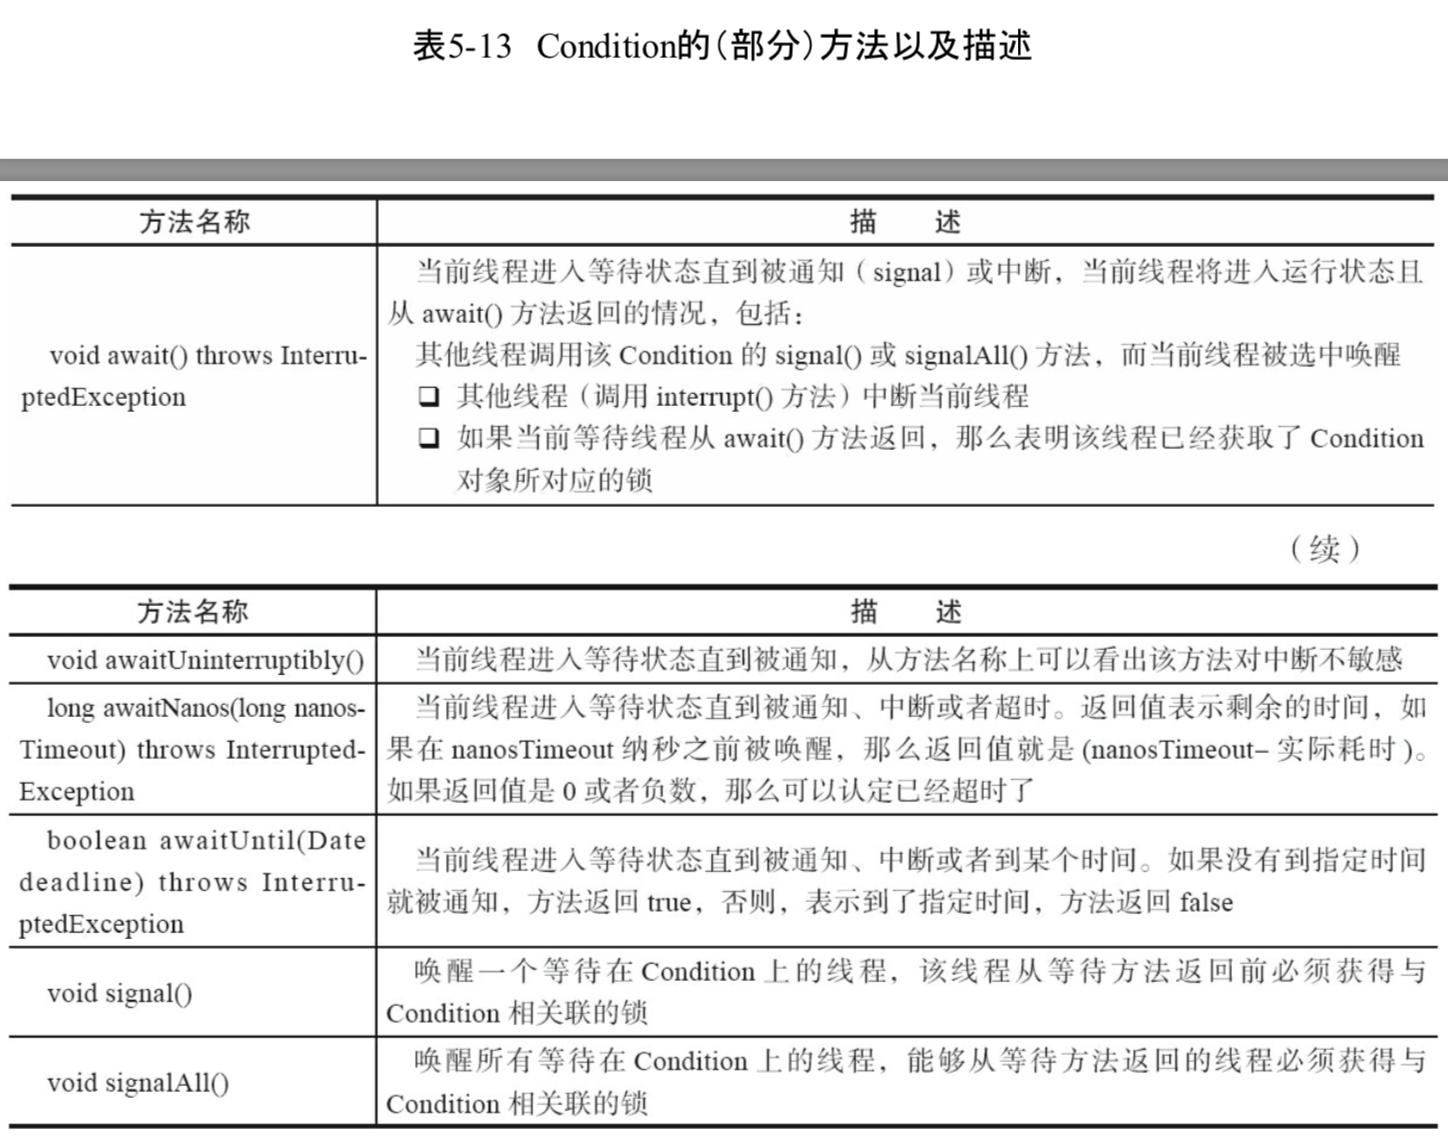 表5-13 Condition的（部分）方法以及描述
方法名称 描 述
void await() throws Interru-
ptedException
当前线程进入等待状态直到被通知（signal）或中断，当前线程将进入运行状态且
从 await() 方法返回的情况，包括：
其他线程调用该 Condition 的 signal() 或 signalAll() 方法，而当前线程被选中唤醒
❑ 其他线程（调用 interrupt() 方法）中断当前线程
❑ 如果当前等待线程从 await() 方法返回，那么表明该线程已经获取了 Condition
对象所对应的锁
（续）
方法名称 描 述
void awaitUninterruptibly()
当前线程进入等待状态直到被通知，从方法名称上可以看出该方法对中断不敏感
long awaitNanos(long nanos-
Timeout) throws Interrupted-
Exception
当前线程进入等待状态直到被通知、中断或者超时。返回值表示剩余的时间，如
果在 nanosTimeout 纳秒之前被唤醒，那么返回值就是 (nanosTimeout– 实际耗时 )。
如果返回值是 0 或者负数，那么可以认定已经超时了
boolean awaitUntil(Date
deadline) throws Interru-
ptedException
当前线程进入等待状态直到被通知、中断或者到某个时间。如果没有到指定时间
就被通知，方法返回 true，否则，表示到了指定时间，方法返回 false
void signal()
唤醒一个等待在 Condition 上的线程，该线程从等待方法返回前必须获得与
Condition 相关联的锁
void signalAll()
唤醒所有等待在 Condition 上的线程，能够从等待方法返回的线程必须获得与
Condition 相关联的锁